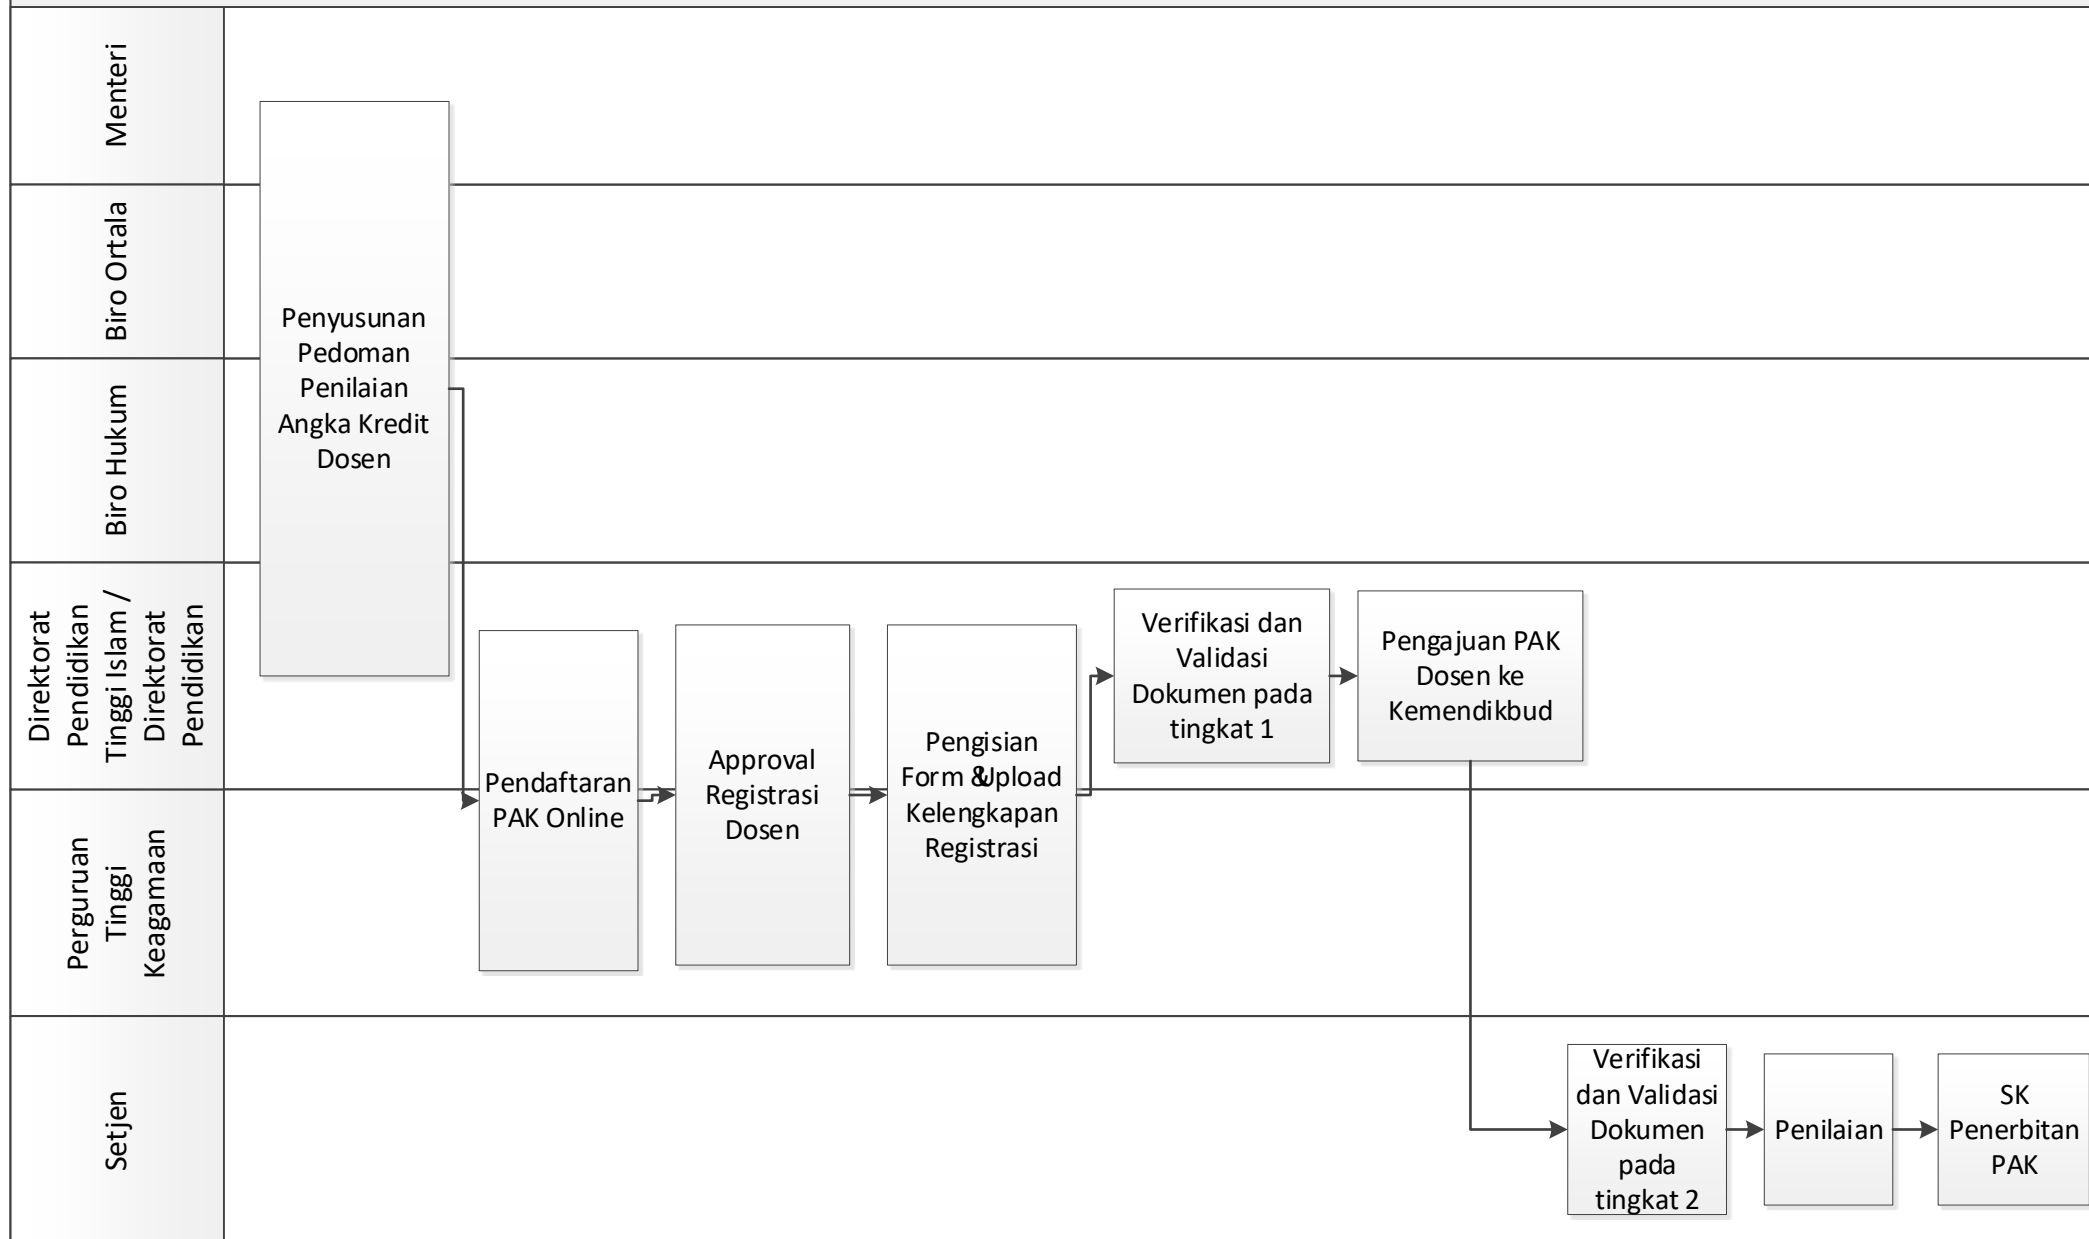 Menteri
Biro Ortala
Biro Hukum
Direktorat
Pendidikan
Tinggi Islam /
Direktorat
Pendidikan
Perguruan
Tinggi
Keagamaan
Setjen
Penyusunan
Pedoman
Penilaian
Angka Kredit
Dosen
Pendaftaran
PAK Online
Approval
Registrasi
Dosen
Pengisian
Form &Upload
Kelengkapan
Registrasi
Verifikasi dan
Validasi
Dokumen pada
tingkat 1
Pengajuan PAK
Dosen ke
Kemendikbud
Verifikasi
dan Validasi
Dokumen
pada
tingkat 2
Penilaian
SK
Penerbitan
PAK